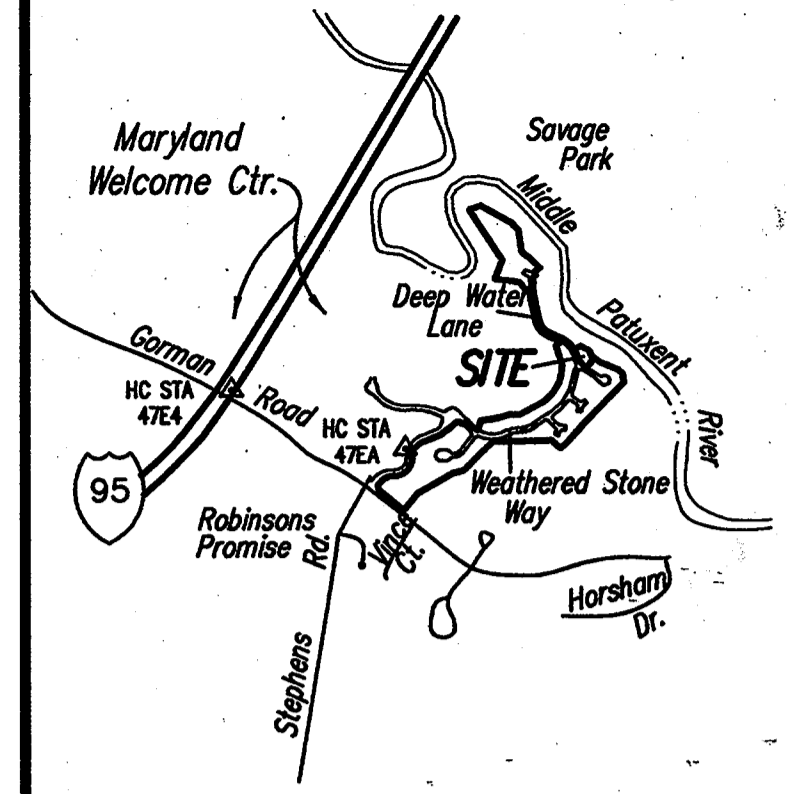 Maryland
Welcome Ctr.
Savage
Park
Middle
Patuxent
River
Deep Water
Lane
SITE
Gorman
Road
HC STA
47E4
HC STA
47EA
95
Weathered Stone
Way
Robinsons
Promise
Vince
Ct.
Stephens
Rd.
Horsham
Dr.